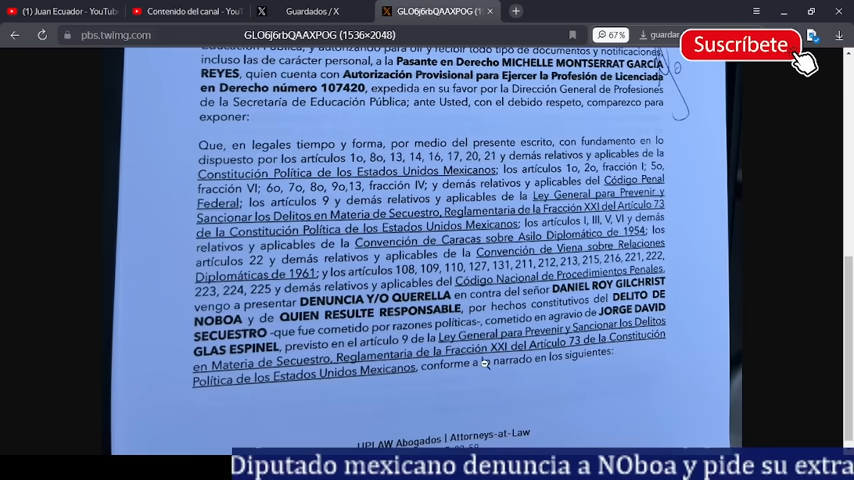 (1) Juan Ecuador - YouT
Contenido del canal - YouT
Guardados / X
GLO6j6rbQAAXPOG (1536×2048)
pbs.twimg.com
GLO6j6rbQAAXPOG (1536×2048)
67%
guardar
Suscríbete
Educación Pública, y autorizando para oír y recibir todo tipo de documentos y notificaciones,
incluso las de carácter personal, a la Pasante en Derecho MICHELLE MONTSERRAT GARCÍA
REYES, quien cuenta con Autorización Provisional para Ejercer la Profesión de Licenciada
en Derecho número 107420, expedida en su favor por la Dirección General de Profesiones
de la Secretaría de Educación Pública; ante Usted, con el debido respeto, comparezco para
exponer:
Que, en legales tiempo y forma, por medio del presente escrito, con fundamento en lo
dispuesto por los artículos 1o, 8o, 13, 14, 16, 17, 20, 21 y demás relativos y aplicables de la
Constitución Política de los Estados Unidos Mexicanos; los artículos 1o, 2o, fracción I; 5o,
fracción VI; 6o, 7o, 8o, 9o,13, fracción IV; y demás relativos y aplicables del Código Penal
Federal; los artículos 9 y demás relativos y aplicables de la Ley General para Prevenir y
Sancionar los Delitos en Materia de Secuestro, Reglamentaria de la Fracción XXI del Artículo 73
de la Constitución Política de los Estados Unidos Mexicanos; los artículos I, III, V, VI y demás
relativos y aplicables de la Convención de Caracas sobre Asilo Diplomático de 1954; los
artículos 22 y demás relativos y aplicables de la Convención de Viena sobre Relaciones
Diplomáticas de 1961; y los artículos 108, 109, 110, 127, 131, 211, 212, 213, 215, 216, 221, 222,
223, 224, 225 y demás relativos y aplicables del Código Nacional de Procedimientos Penales,
vengo a presentar DENUNCIA Y/O QUERELLA en contra del señor DANIEL ROY GILCHRIST
NOBOA y de QUIEN RESULTE RESPONSABLE, por hechos constitutivos del DELITO DE
SECUESTRO -que fue cometido por razones políticas-, cometido en agravio de JORGE DAVID
GLAS ESPINEL, previsto en el artículo 9 de la Ley General para Prevenir y Sancionar los Delitos
en Materia de Secuestro, Reglamentaria de la Fracción XXI del Artículo 73 de la Constitución
Política de los Estados Unidos Mexicanos, conforme a lo narrado en los siguientes:
UPLAW Abogados | Attorneys-at-Law
Diputado mexicano denuncia a NOboa y pide su extra